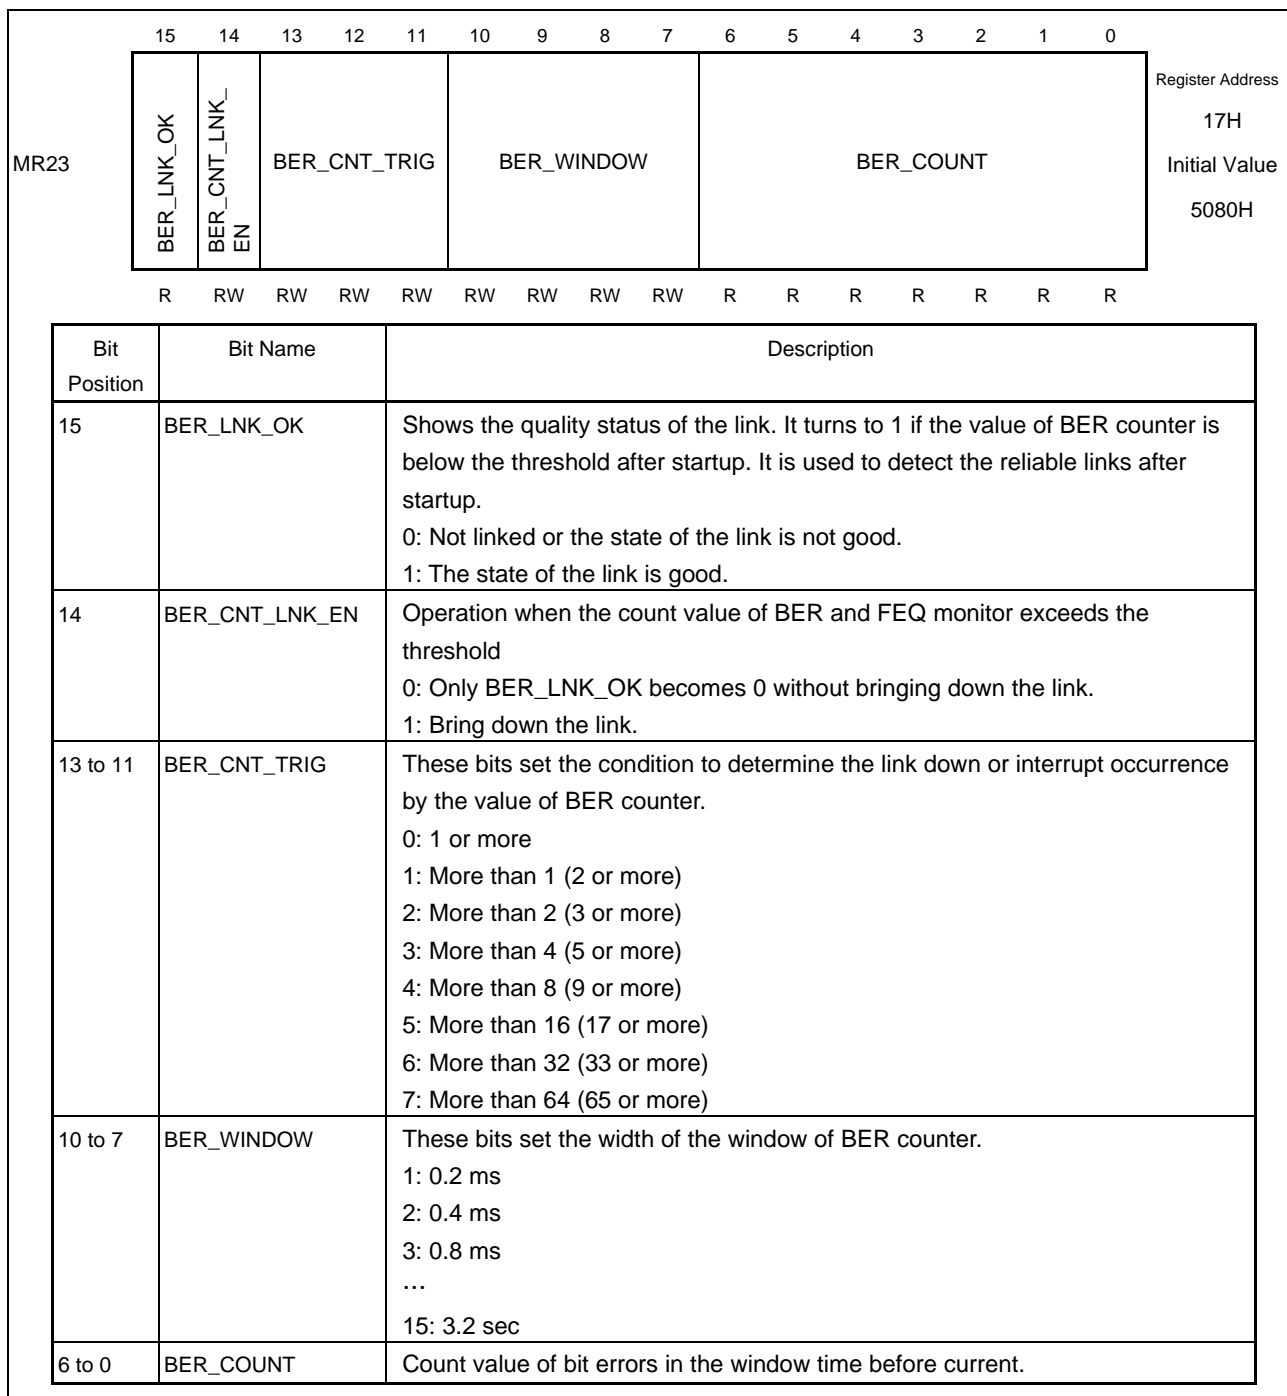 15 14 13 12 11 10 9 8 7 6 5 4 3 2 1 0
MR23
BER_LNK_OK
BER_CNT_LNK_
EN
BER_CNT_TRIG
BER_WINDOW
BER_COUNT
Register Address
17H
Initial Value
5080H
R RW RW RW RW RW RW RW RW R R R R R R R
Bit
Position
Bit Name
Description
15
BER_LNK_OK
Shows the quality status of the link. It turns to 1 if the value of BER counter is
below the threshold after startup. It is used to detect the reliable links after
startup.
0: Not linked or the state of the link is not good.
1: The state of the link is good.
14
BER_CNT_LNK_EN
Operation when the count value of BER and FEQ monitor exceeds the
threshold
0: Only BER_LNK_OK becomes 0 without bringing down the link.
1: Bring down the link.
13 to 11
BER_CNT_TRIG
These bits set the condition to determine the link down or interrupt occurrence
by the value of BER counter.
0: 1 or more
1: More than 1 (2 or more)
2: More than 2 (3 or more)
3: More than 4 (5 or more)
4: More than 8 (9 or more)
5: More than 16 (17 or more)
6: More than 32 (33 or more)
7: More than 64 (65 or more)
10 to 7
BER_WINDOW
These bits set the width of the window of BER counter.
1: 0.2 ms
2: 0.4 ms
3: 0.8 ms
…
15: 3.2 sec
6 to 0
BER_COUNT
Count value of bit errors in the window time before current.